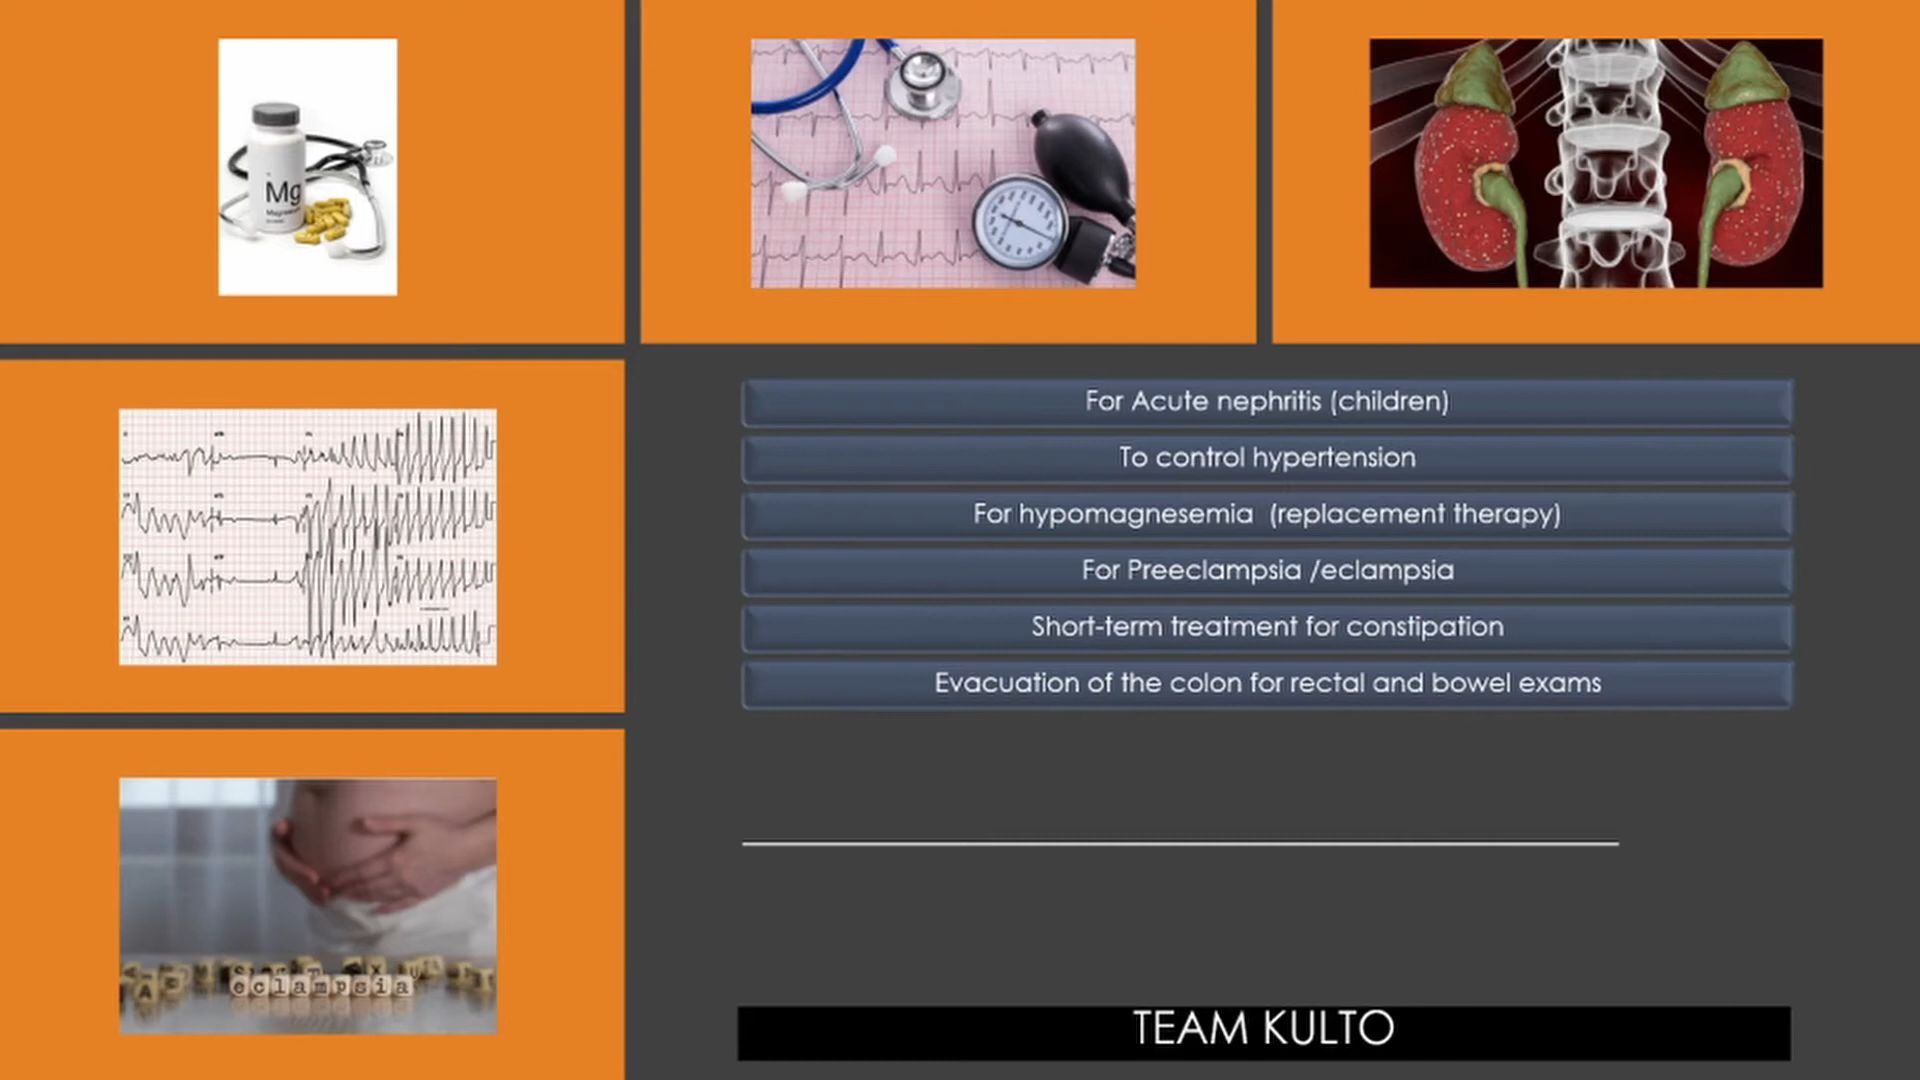 Mg
For Acute nephritis (children)
To control hypertension
For hypomagnesemia (replacement therapy)
For Preeclampsia /eclampsia
Short-term treatment for constipation
Evacuation of the colon for rectal and bowel exams
eclampsia
TEAM KULTO